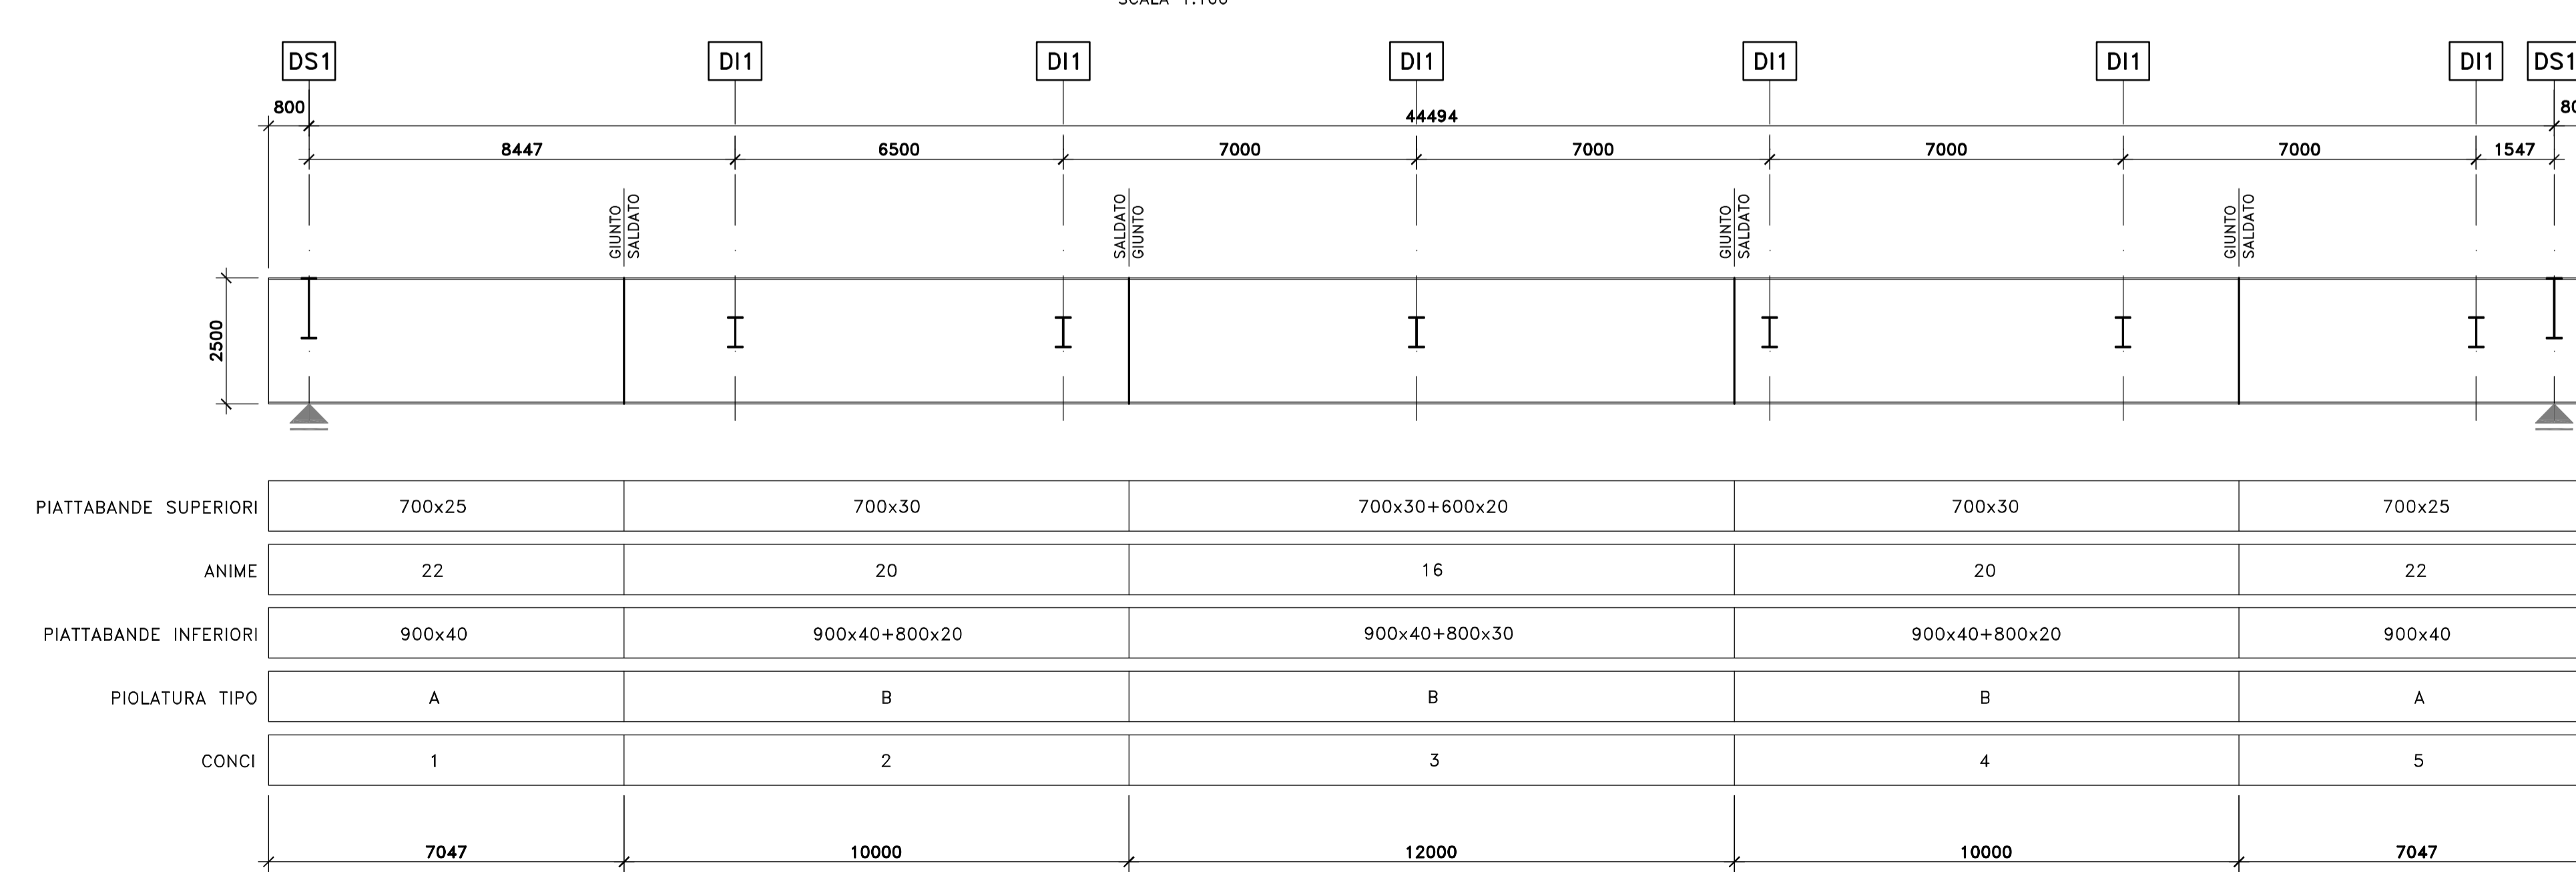 SCALA 1:100
DS1 DI1 DI1 DI1 DI1 DI1 DI1 DS1
800 44494
8447 6500 7000 7000 7000 7000 1547
GIUNTO
SALDATO
SALDATO
GIUNTO
GIUNTO
SALDATO
GIUNTO
SALDATO
2500
PIATTABANDE SUPERIORI 700x25 700x30 700x30+600x20 700x30 700x25
ANIME 22 20 16 20 22
PIATTABANDE INFERIORI 900x40 900x40+800x20 900x40+800x30 900x40+800x20 900x40
PIOLATURA TIPO A B B B A
CONCI 1 2 3 4 5
7047 10000 12000 10000 7047